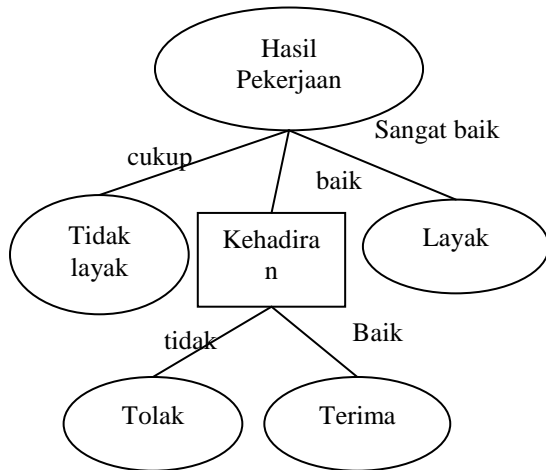 Hasil
Pekerjaan
Sangat baik
cukup
baik
Tidak
layak
Kehadira
n
Layak
tidak
Baik
Tolak
Terima